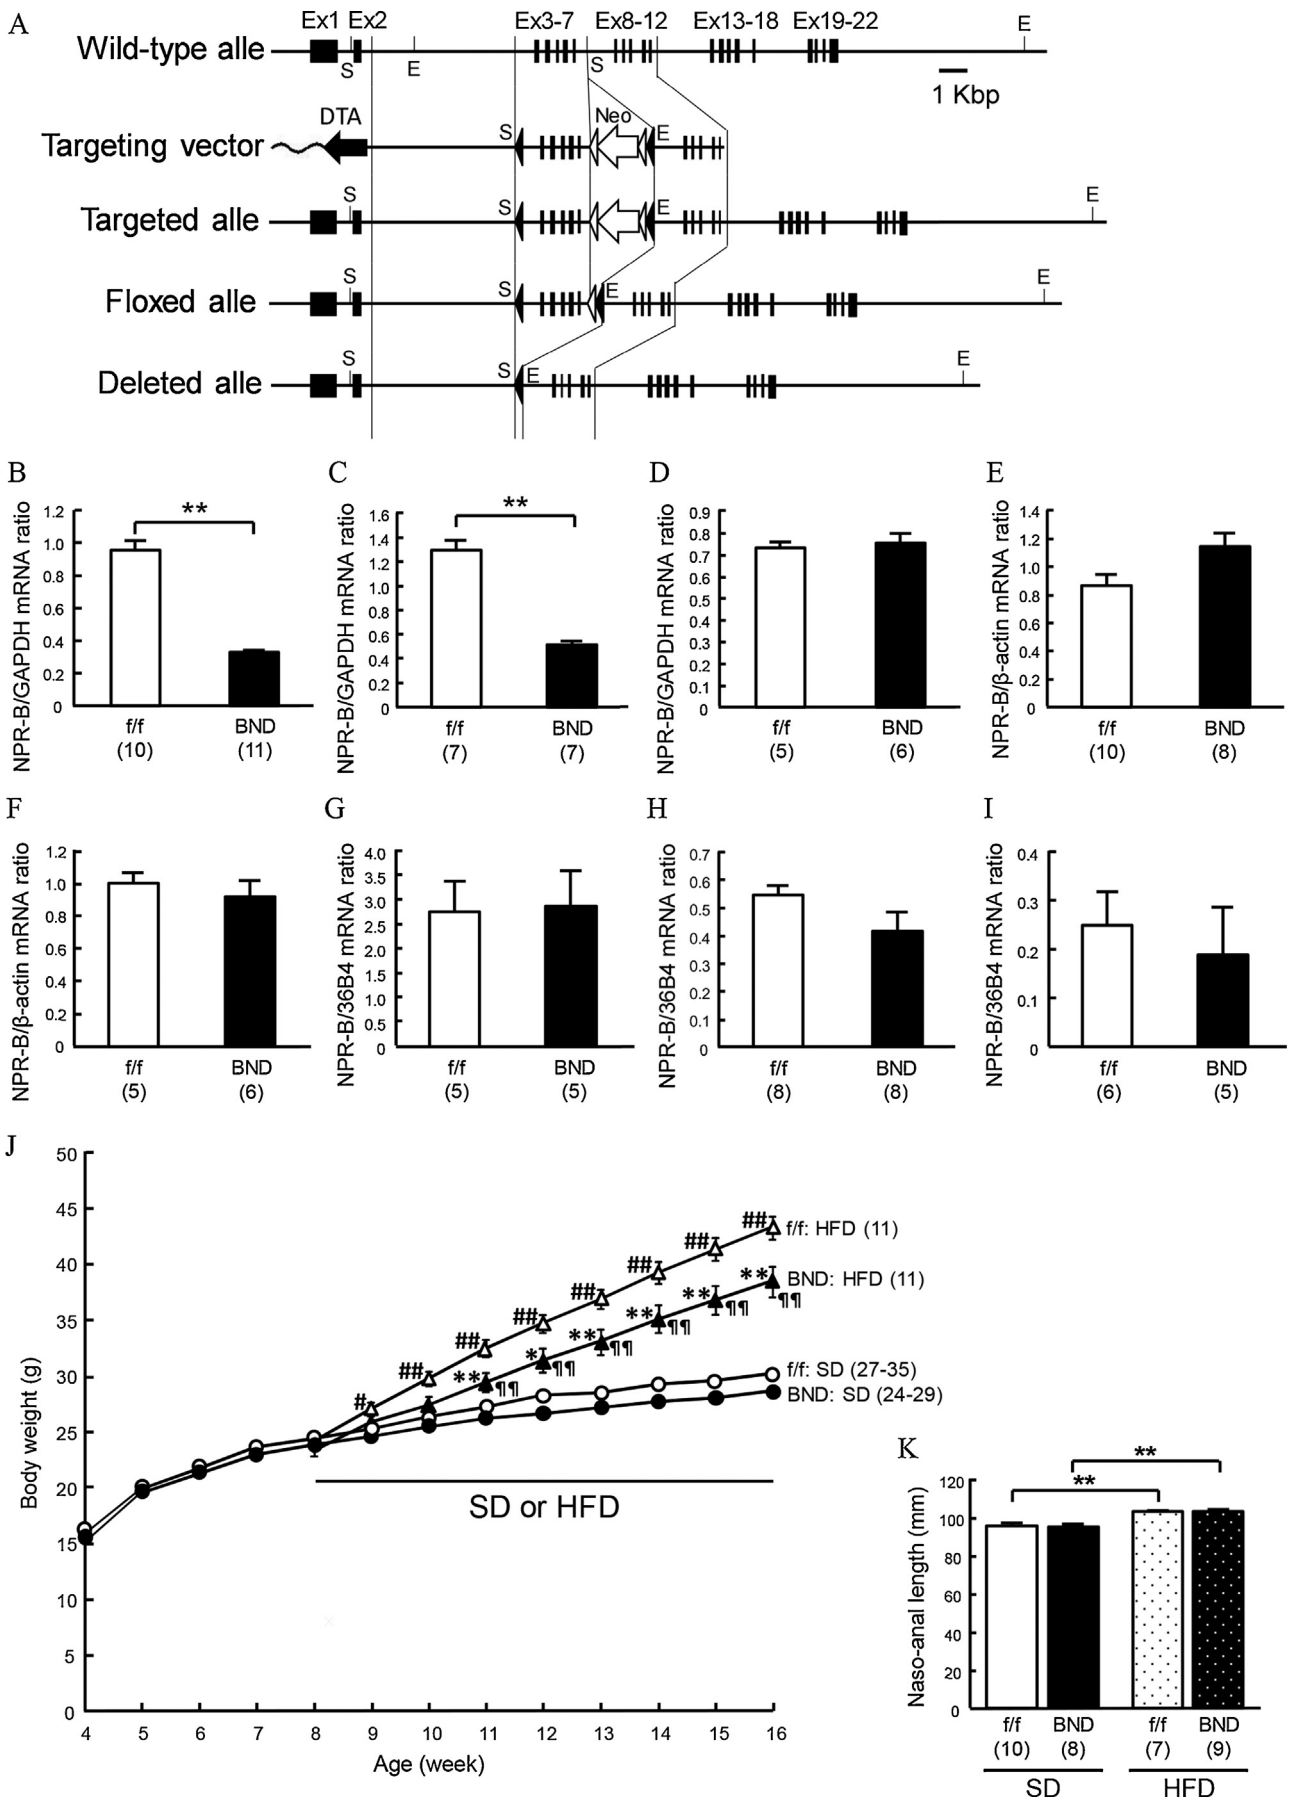 A
Ex1 Ex2 Ex3-7 Ex8-12 Ex13-18 Ex19-22 E
Wild-type alle
S E S
1 Kbp
DTA Neo
Targeting vector S E
S E
Targeted alle S E
S E
Floxed alle S E
S E
Deleted alle S E
B
NPR-B/GAPDH mRNA ratio
1.2
1.0
0.8
0.6
0.4
0.2
0
**
f/f BND
(10) (11)
C
NPR-B/GAPDH mRNA ratio
1.6
1.4
1.2
1.0
0.8
0.6
0.4
0.2
0
**
f/f BND
(7) (7)
D
NPR-B/GAPDH mRNA ratio
0.9
0.8
0.7
0.6
0.5
0.4
0.3
0.2
0.1
0
f/f BND
(5) (6)
E
NPR-B/β-actin mRNA ratio
1.4
1.2
1.0
0.8
0.6
0.4
0.2
0
f/f BND
(10) (8)
F
NPR-B/β-actin mRNA ratio
1.2
1.0
0.8
0.6
0.4
0.2
0
f/f BND
(5) (6)
G
NPR-B/36B4 mRNA ratio
4.0
3.5
3.0
2.5
2.0
1.5
1.0
0.5
0
f/f BND
(5) (5)
H
NPR-B/36B4 mRNA ratio
0.7
0.6
0.5
0.4
0.3
0.2
0.1
0
f/f BND
(8) (8)
I
NPR-B/36B4 mRNA ratio
0.4
0.3
0.2
0.1
0
f/f BND
(6) (5)
J
Body weight (g)
50
45
40
35
30
25
20
15
10
5
0
# ## ## ## ## ## ## ##
** * ** ** ** **
¶¶ ¶¶ ¶¶ ¶¶ ¶¶ ¶¶
f/f: HFD (11)
BND: HFD (11)
f/f: SD (27-35)
BND: SD (24-29)
SD or HFD
4 5 6 7 8 9 10 11 12 13 14 15 16
Age (week)
K
Naso-anal length (mm)
120
100
80
60
40
20
0
**
**
f/f BND f/f BND
(10) (8) (7) (9)
SD HFD